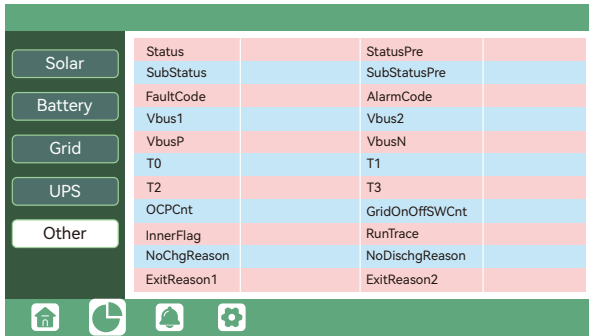 Solar
Battery
Grid
UPS
Other
Status StatusPre
SubStatus SubStatusPre
FaultCode AlarmCode
Vbus1 Vbus2
VbusP VbusN
T0 T1
T2 T3
OCPCnt GridOnOffSWCnt
InnerFlag RunTrace
NoChgReason NoDischgReason
ExitReason1 ExitReason2